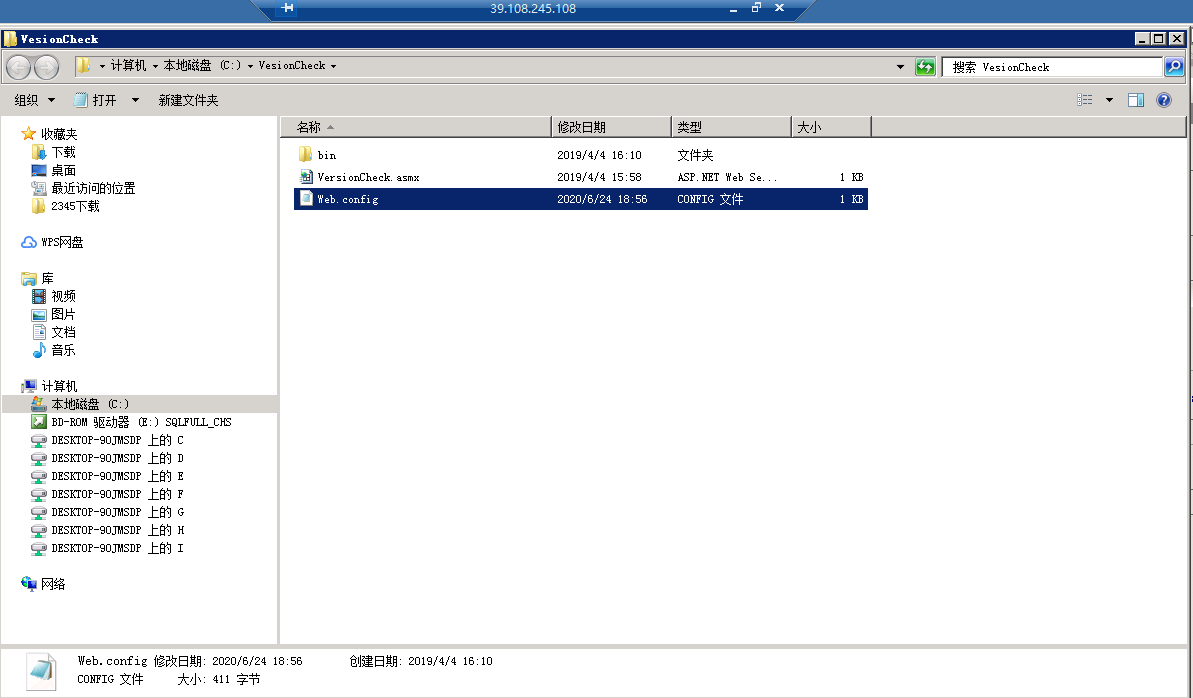 39.108.245.108
VesionCheck
计算机 本地磁盘 (C:) VesionCheck
搜索 VesionCheck
组织 打开 新建文件夹
名称 修改日期 类型 大小
bin 2019/4/4 16:10 文件夹
VersionCheck.asmx 2019/4/4 15:58 ASP.NET Web Se... 1 KB
Web.config 2020/6/24 18:56 CONFIG 文件 1 KB
收藏夹
下载
桌面
最近访问的位置
2345下载
WPS网盘
库
视频
图片
文档
音乐
计算机
本地磁盘 (C:)
BD-ROM 驱动器 (E:) SQLFULL_CHS
DESKTOP-90JMSDP 上的 C
DESKTOP-90JMSDP 上的 D
DESKTOP-90JMSDP 上的 E
DESKTOP-90JMSDP 上的 F
DESKTOP-90JMSDP 上的 G
DESKTOP-90JMSDP 上的 H
DESKTOP-90JMSDP 上的 I
网络
Web.config 修改日期: 2020/6/24 18:56 创建日期: 2019/4/4 16:10
CONFIG 文件 大小: 411 字节